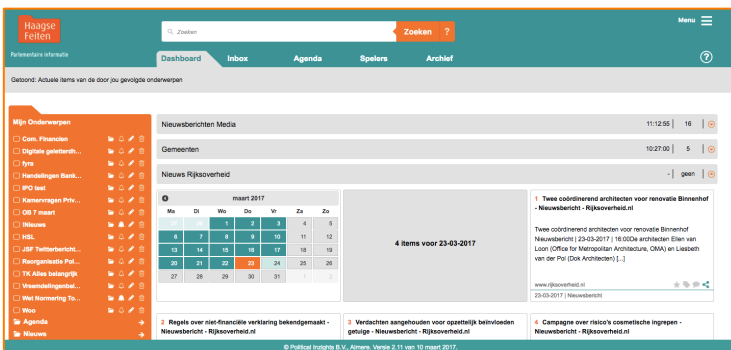 Haagse
Feiten
Parlementaire informatie
Zoeken
Zoeken ?
Menu
Dashboard Inbox Agenda Spelers Archief
?
Getoond: Actuele items van de door jou gevolgde onderwerpen
Mijn Onderwerpen
Com. Financien
Digitale geletterdh...
fyra
Handelingen Bank...
IPO test
Kamervragen Priv...
OB 7 maart
!Nieuws
HSL
JSF Twitterbericht...
Reorganisatie Pol...
TK Alles belangrijk
Vreemdelingenbel...
Wet Normering To...
Woo
Agenda
Nieuws
Nieuwsberichten Media 11:12:55 | 16
Gemeenten 10:27:00 | 5
Nieuws Rijksoverheid - | geen
maart 2017
Ma Di Wo Do Vr Za Zo
1 2 3 4 5
6 7 8 9 10 11 12
13 14 15 16 17 18 19
20 21 22 23 24 25 26
27 28 29 30 31 1 2
4 items voor 23-03-2017
1 Twee coördinerend architecten voor renovatie Binnenhof
- Nieuwsbericht - Rijksoverheid.nl
Twee coördinerend architecten voor renovatie Binnenhof
Nieuwsbericht | 23-03-2017 | 16:00De architecten Ellen van
Loon (Office for Metropolitan Architecture, OMA) en Liesbeth
van der Pol (Dok Architecten) [...]
www.rijksoverheid.nl
23-03-2017 | Nieuwsbericht
2 Regels over niet-financiële verklaring bekendgemaakt -
Nieuwsbericht - Rijksoverheid.nl
3 Verdachten aangehouden voor opzettelijk beïnvloeden
getuige - Nieuwsbericht - Rijksoverheid.nl
4 Campagne over risico's cosmetische ingrepen -
Nieuwsbericht - Rijksoverheid.nl
© Political Inzights B.V., Almere. Versie 2.11 van 10 maart 2017.